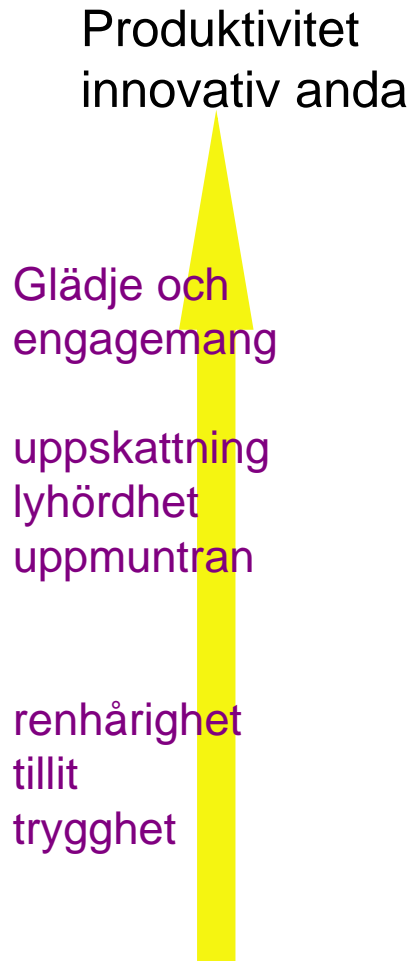 Produktivitet
innovativ anda
Glädje och
engagemang
uppskattning
lyhördhet
uppmuntran
renhårighet
tillit
trygghet